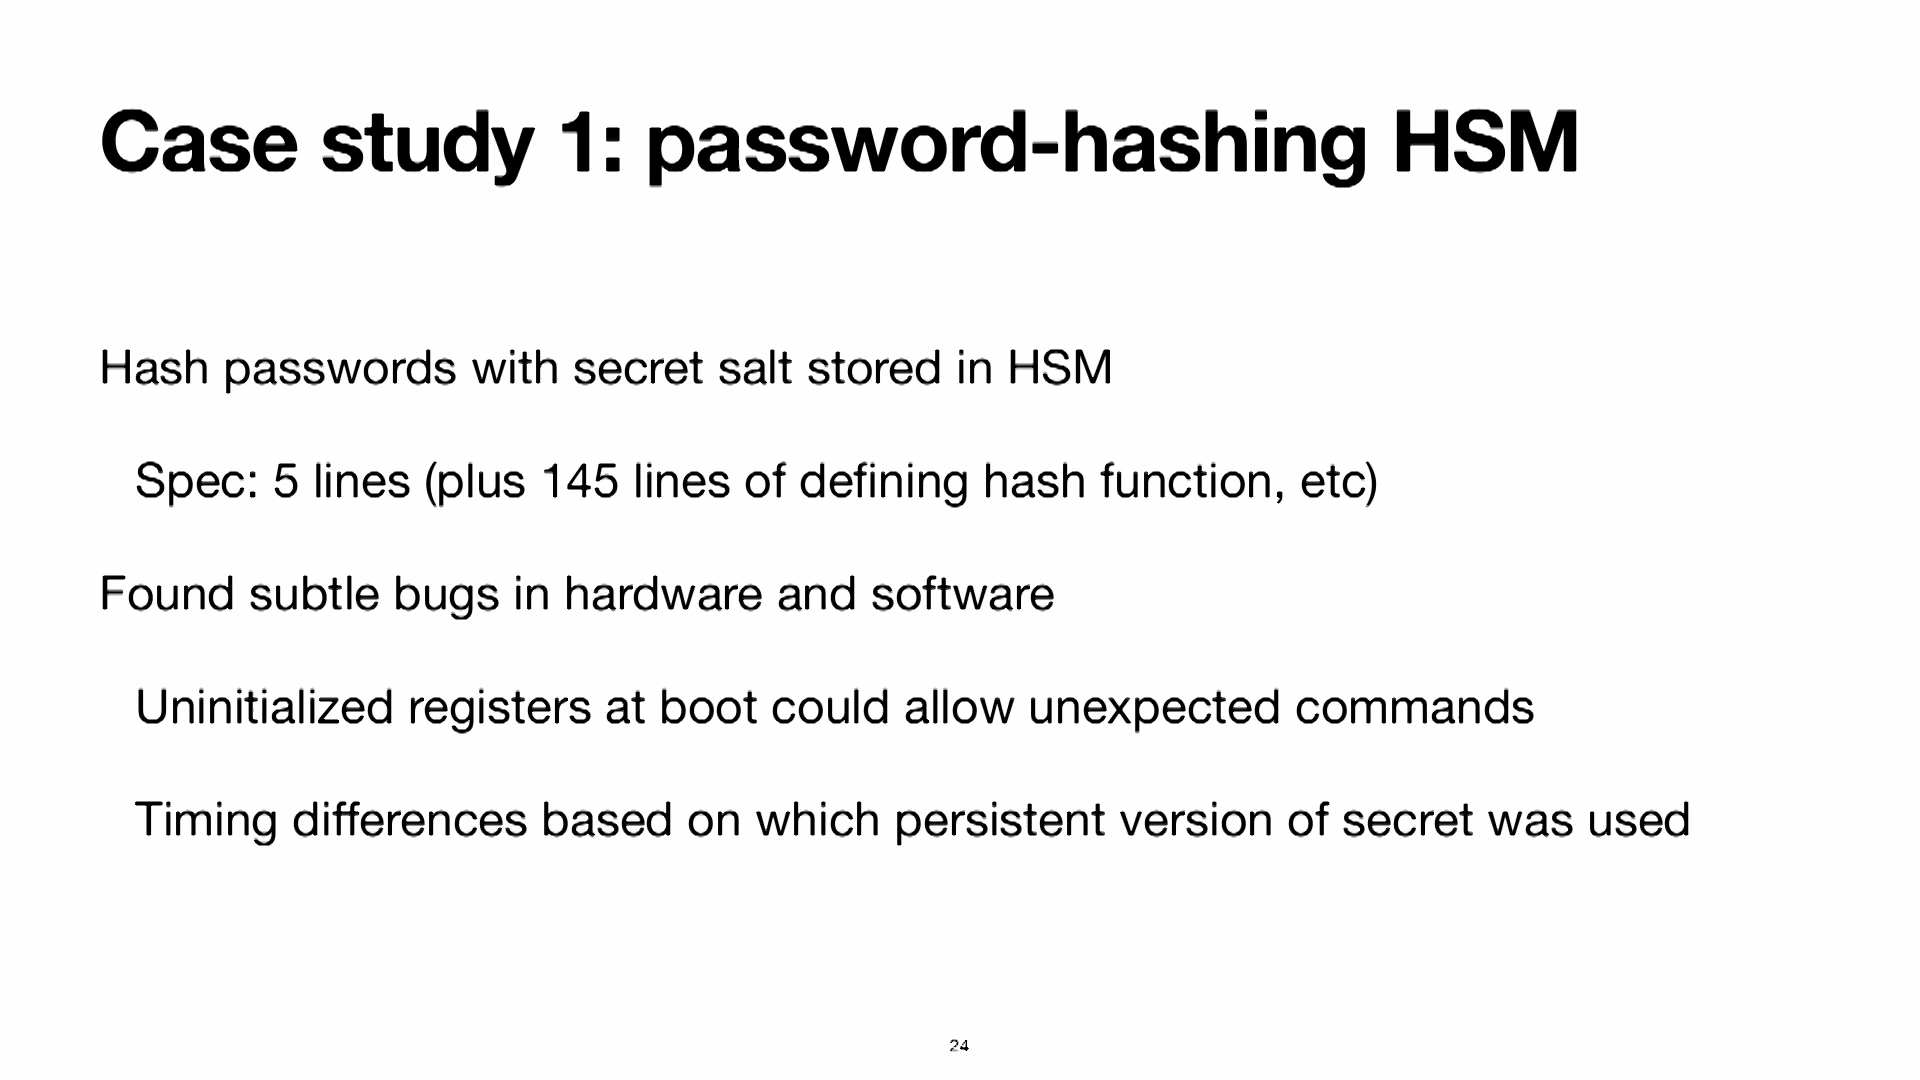 Case study 1: password-hashing HSM
Hash passwords with secret salt stored in HSM
Spec: 5 lines (plus 145 lines of defining hash function, etc)
Found subtle bugs in hardware and software
Uninitialized registers at boot could allow unexpected commands
Timing differences based on which persistent version of secret was used
24